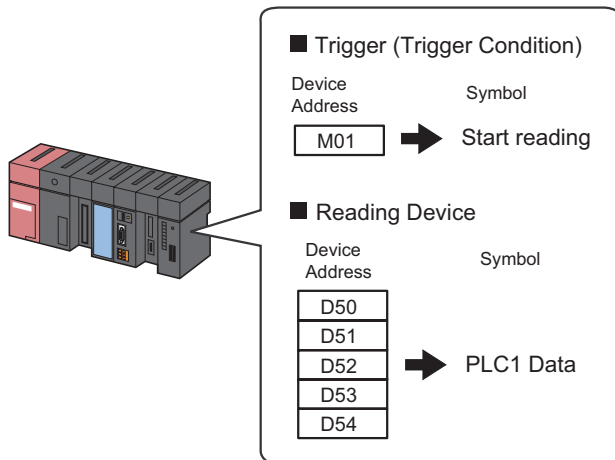 ■ Trigger (Trigger Condition)
Device
Address
Symbol
M01
Start reading
■ Reading Device
Device
Address
Symbol
D50
D51
D52
D53
D54
PLC1 Data